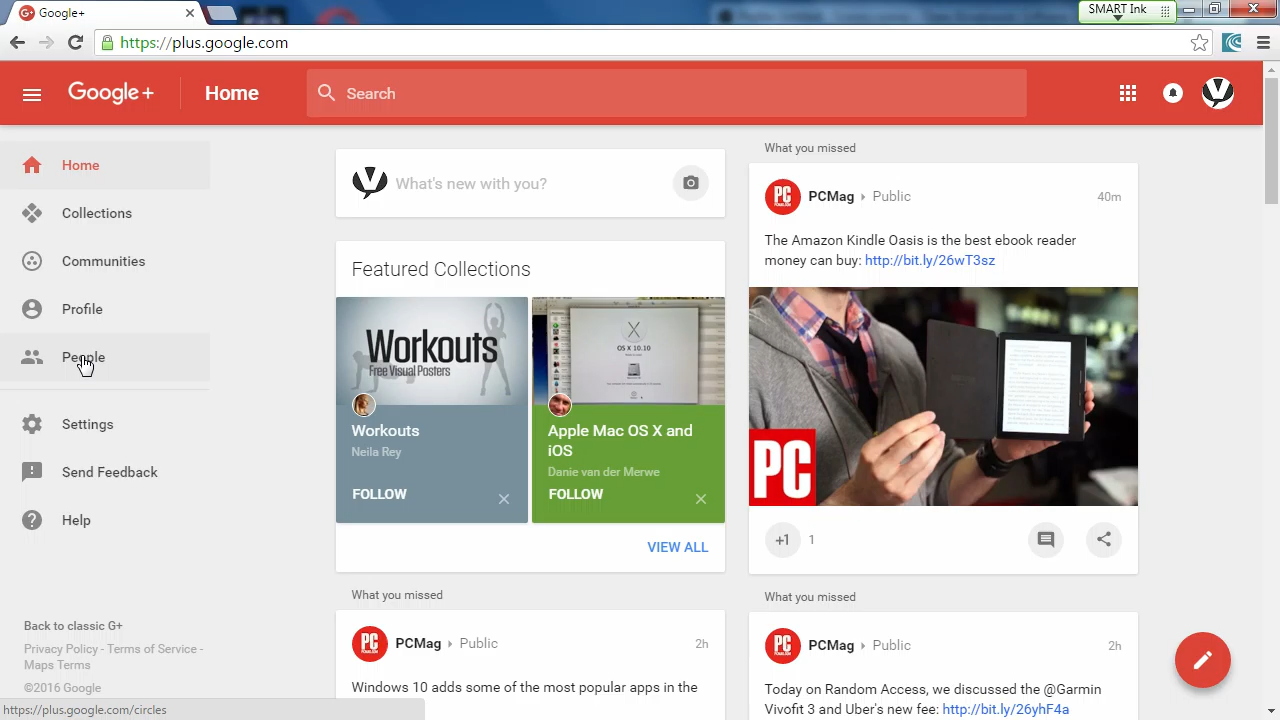 Google+
SMART Ink
https://plus.google.com
Google+
Home
Search
Home
Collections
Communities
Profile
People
Settings
Send Feedback
Help
Back to classic G+
Privacy Policy - Terms of Service -
Maps Terms
©2016 Google
https://plus.google.com/circles
What's new with you?
Featured Collections
Workouts
Free Visual Posters
Workouts
Neila Rey
FOLLOW
OS X 10.10
Apple Mac OS X and
iOS
Danie van der Merwe
FOLLOW
VIEW ALL
What you missed
PC
PCMag
Public
2h
Windows 10 adds some of the most popular apps in the
What you missed
PC
PCMag
Public
40m
The Amazon Kindle Oasis is the best ebook reader
money can buy: http://bit.ly/26wT3sz
PC
+1
1
What you missed
PC
PCMag
Public
2h
Today on Random Access, we discussed the @Garmin
Vivofit 3 and Uber's new fee: http://bit.ly/26yhF4a